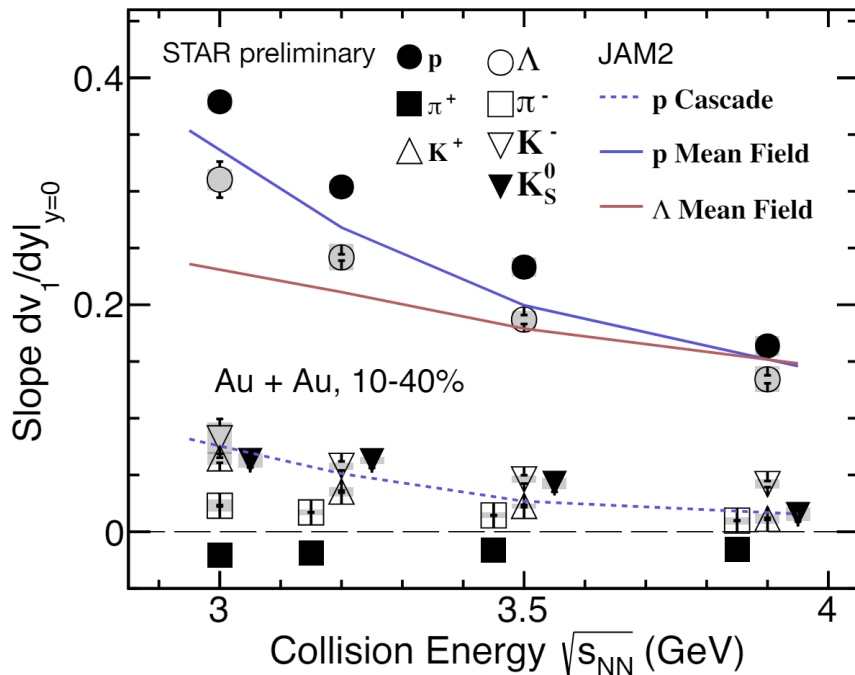 STAR preliminary
p
Λ
π+
π-
K+
K-
K0S
JAM2
p Cascade
p Mean Field
Λ Mean Field
Au + Au, 10-40%
Slope dv1/dy|y=0
0.4
0.2
0
3
3.5
4
Collision Energy √sNN (GeV)